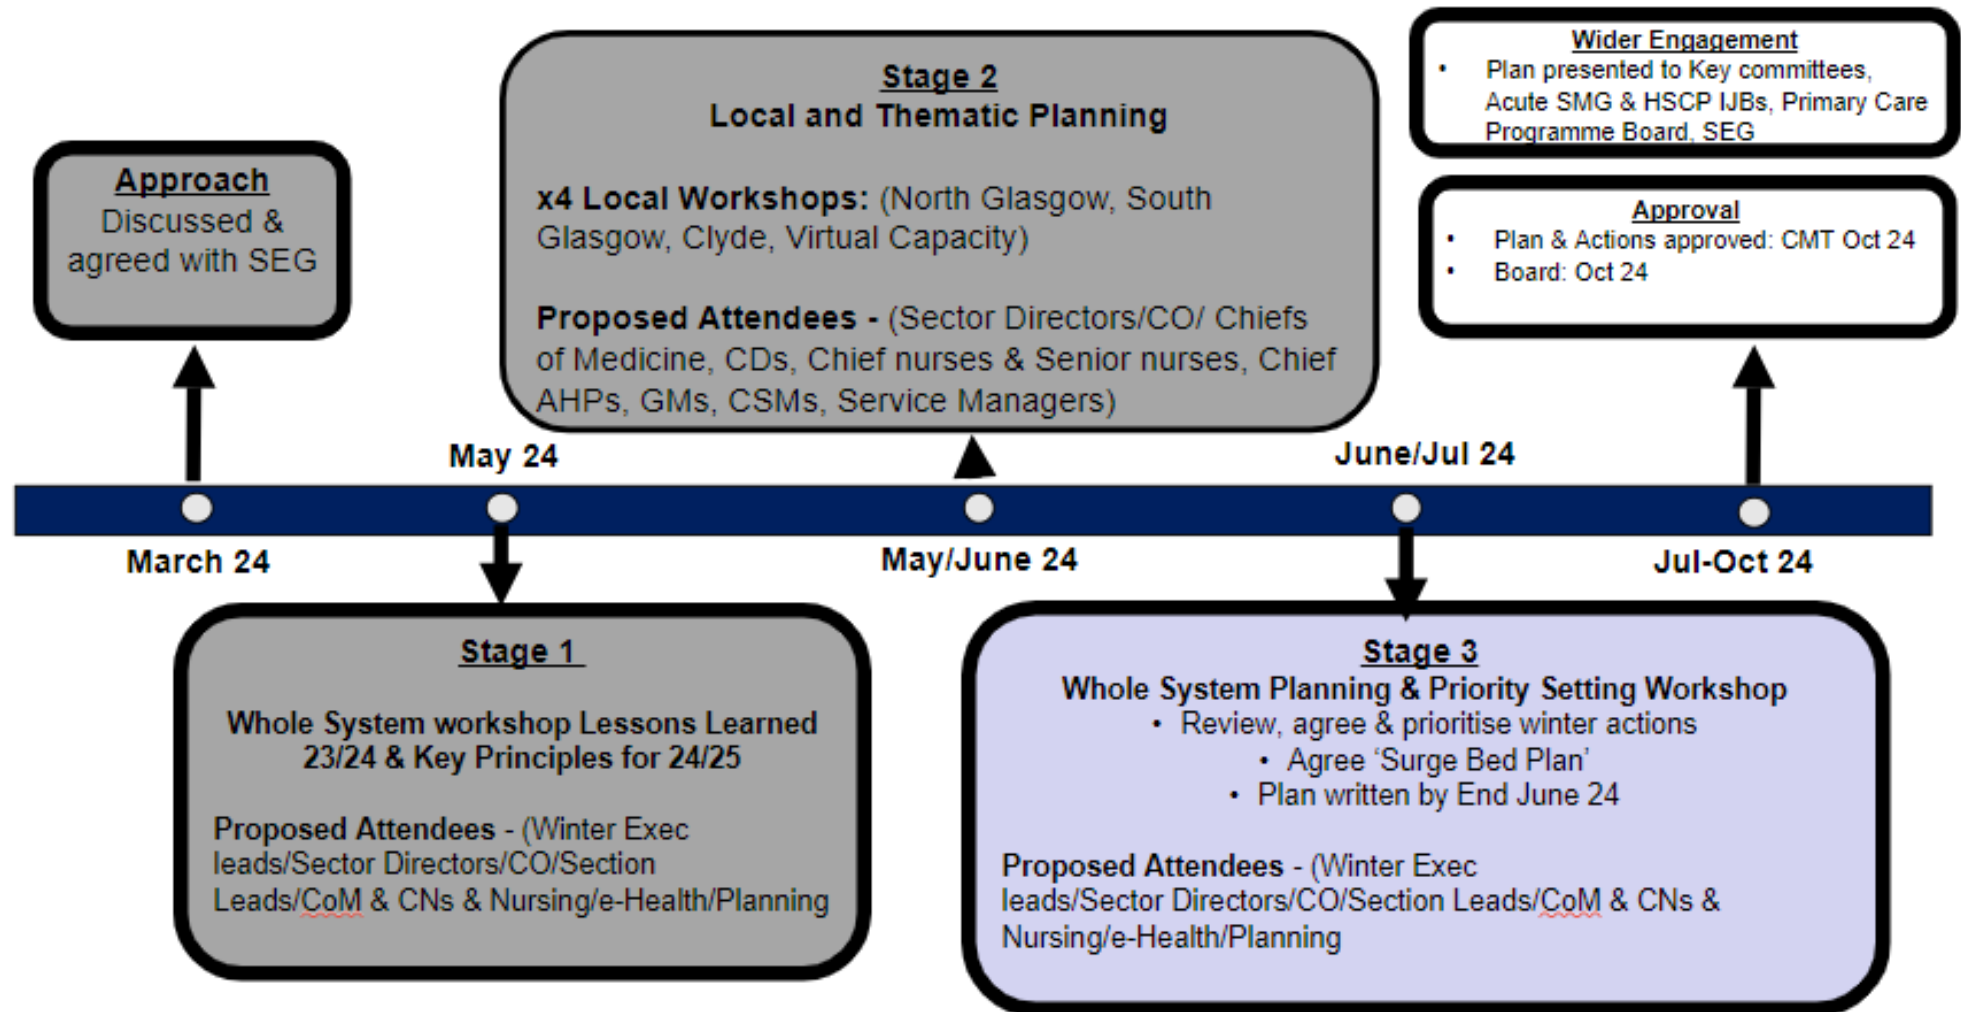 Approach
Discussed &
agreed with SEG
Stage 2
Local and Thematic Planning
x4 Local Workshops: (North Glasgow, South
Glasgow, Clyde, Virtual Capacity)
Proposed Attendees - (Sector Directors/CO/ Chiefs
of Medicine, CDs, Chief nurses & Senior nurses, Chief
AHPs, GMs, CSMs, Service Managers)
Wider Engagement
• Plan presented to Key committees,
Acute SMG & HSCP IJBs, Primary Care
Programme Board, SEG
Approval
• Plan & Actions approved: CMT Oct 24
• Board: Oct 24
May 24
June/Jul 24
March 24
May/June 24
Jul-Oct 24
Stage 1
Whole System workshop Lessons Learned
23/24 & Key Principles for 24/25
Proposed Attendees - (Winter Exec
leads/Sector Directors/CO/Section
Leads/CoM & CNs & Nursing/e-Health/Planning
Stage 3
Whole System Planning & Priority Setting Workshop
• Review, agree & prioritise winter actions
• Agree ‘Surge Bed Plan’
• Plan written by End June 24
Proposed Attendees - (Winter Exec
leads/Sector Directors/CO/Section Leads/CoM & CNs &
Nursing/e-Health/Planning